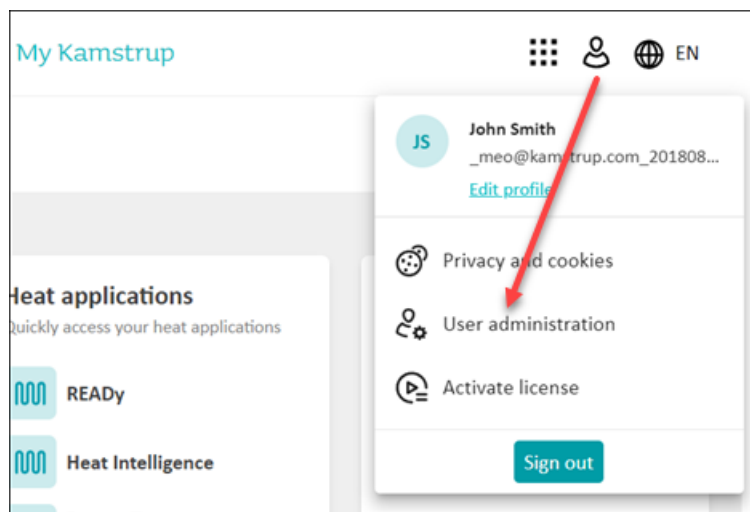 My Kamstrup
EN
JS
John Smith
_meo@kamstrup.com_201808...
Edit profile
Privacy and cookies
User administration
Activate license
Sign out
Heat applications
Quickly access your heat applications
READy
Heat Intelligence